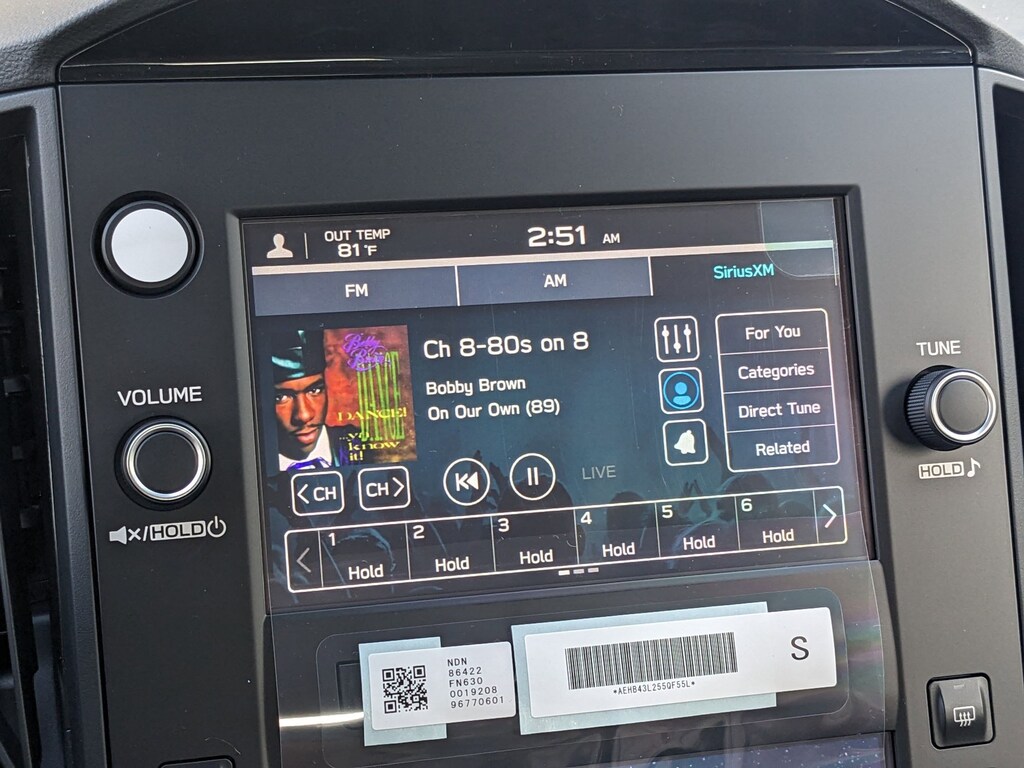 OUT TEMP
81°F
2:51 AM
FM
AM
SiriusXM
Bobby
Brown
DANCE!
...ya
know
it!
Ch 8-80s on 8
Bobby Brown
On Our Own (89)
For You
Categories
Direct Tune
Related
<CH
CH>
LIVE
1
Hold
2
Hold
3
Hold
4
Hold
5
Hold
6
Hold
VOLUME
/HOLD
TUNE
HOLD
NDN
86422
FN630
0019208
96770601
*AEHB43L255QF55L*
S